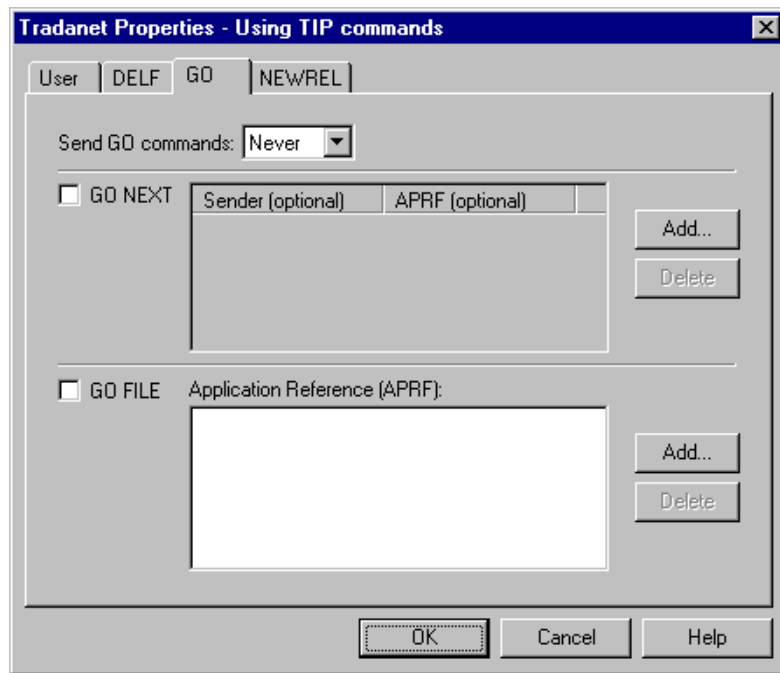 Tradanet Properties - Using TIP commands
User DELF GO NEWREL
Send GO commands: Never
GO NEXT Sender (optional) APRF (optional)
Add...
Delete
GO FILE Application Reference (APRF):
Add...
Delete
OK Cancel Help